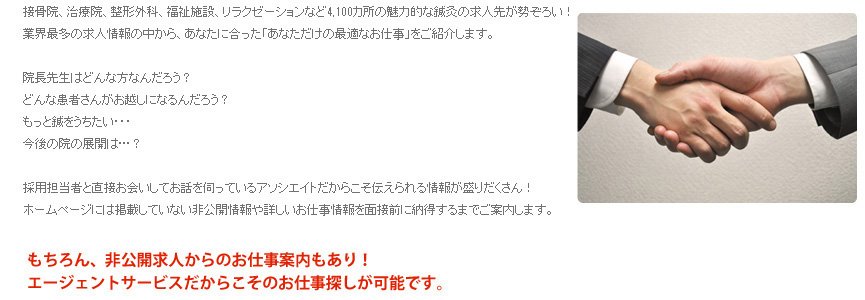 接骨院、治療院、整形外科、福祉施設、リラクゼーションなど4,100カ所の魅力的な鍼灸の求人先が勢ぞろい！
業界最多の求人情報の中から、あなたに合った「あなただけの最適なお仕事」をご紹介します。
院長先生はどんな方なんだろう？
どんな患者さんがお越しになるんだろう？
もっと鍼をうちたい･･･
今後の院の展開は…？
採用担当者と直接お会いしてお話を伺っているアソシエイトだからこそ伝えられる情報が盛りだくさん！
ホームページには掲載していない非公開情報や詳しいお仕事情報を面接前に納得するまでご案内します。
もちろん、非公開求人からのお仕事案内もあり！
エージェントサービスだからこそのお仕事探しが可能です。